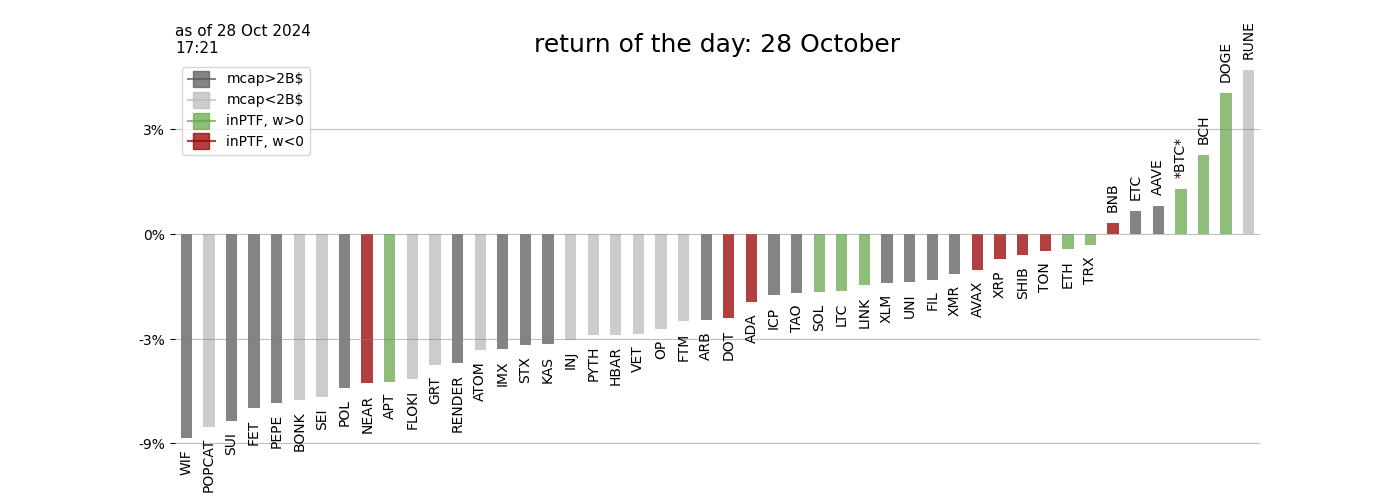 as of 28 Oct 2024
17:21
return of the day: 28 October
mcap>2B$
mcap<2B$
inPTF, w>0
inPTF, w<0
3%
0%
-3%
-9%
WIF
POPCAT
SUI
FET
PEPE
BONK
SEI
POL
NEAR
APT
FLOKI
GRT
RENDER
ATOM
IMX
STX
KAS
INJ
PYTH
HBAR
VET
OP
FTM
ARB
DOT
ADA
ICP
TAO
SOL
LTC
LINK
XLM
UNI
FIL
XMR
AVAX
XRP
SHIB
TON
ETH
TRX
BNB
ETC
AAVE
*BTC*
BCH
DOGE
RUNE